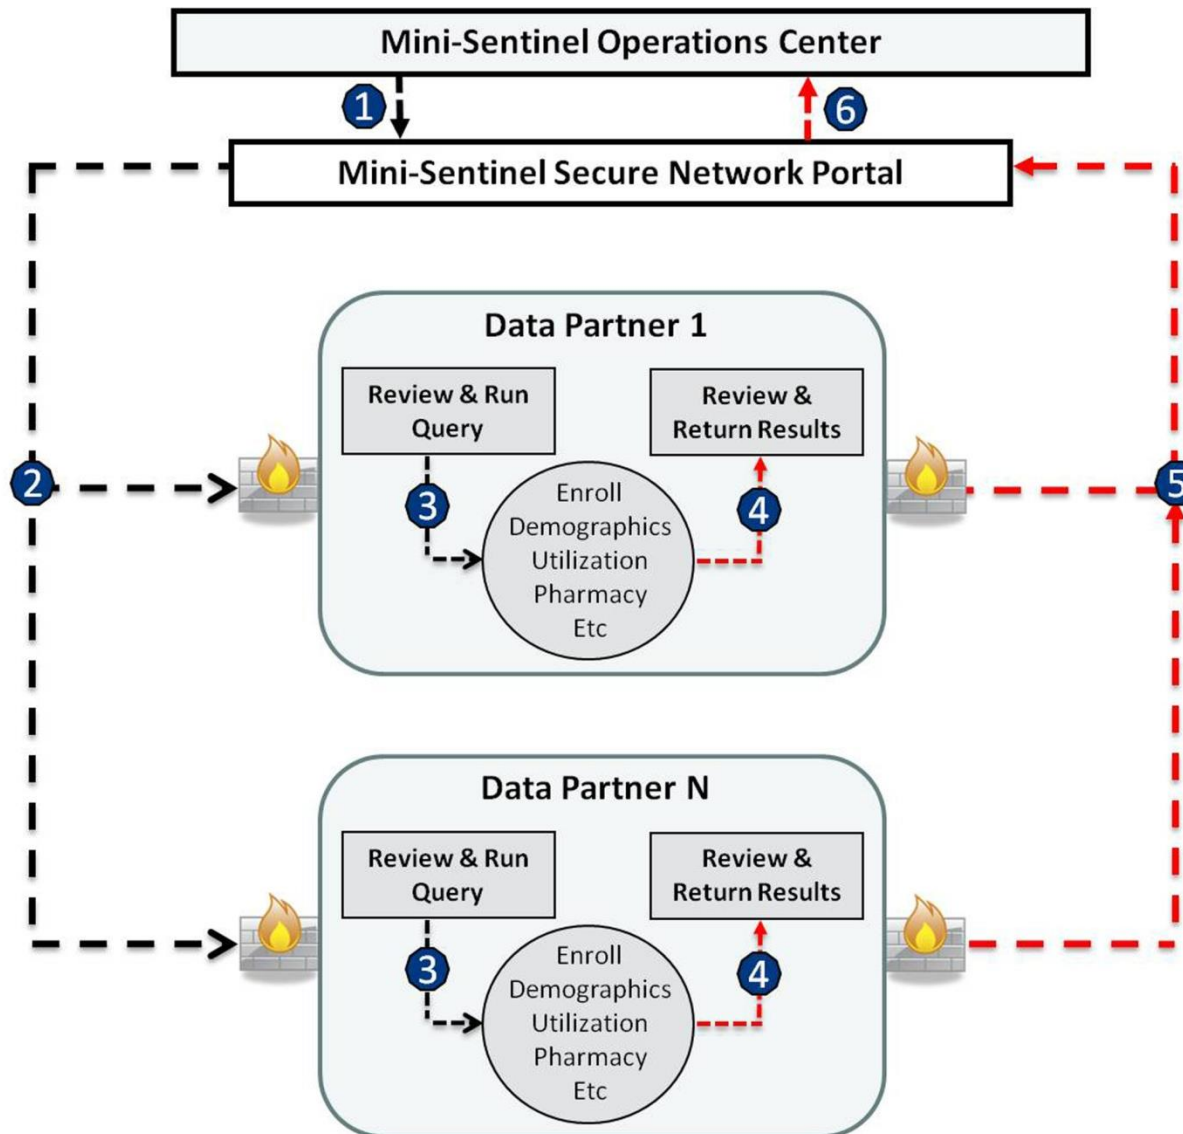 Mini-Sentinel Operations Center
1
6
Mini-Sentinel Secure Network Portal
Data Partner 1
Review & Run
Query
Review &
Return Results
2
3
Enroll
Demographics
Utilization
Pharmacy
Etc
4
5
Data Partner N
Review & Run
Query
Review &
Return Results
3
Enroll
Demographics
Utilization
Pharmacy
Etc
4